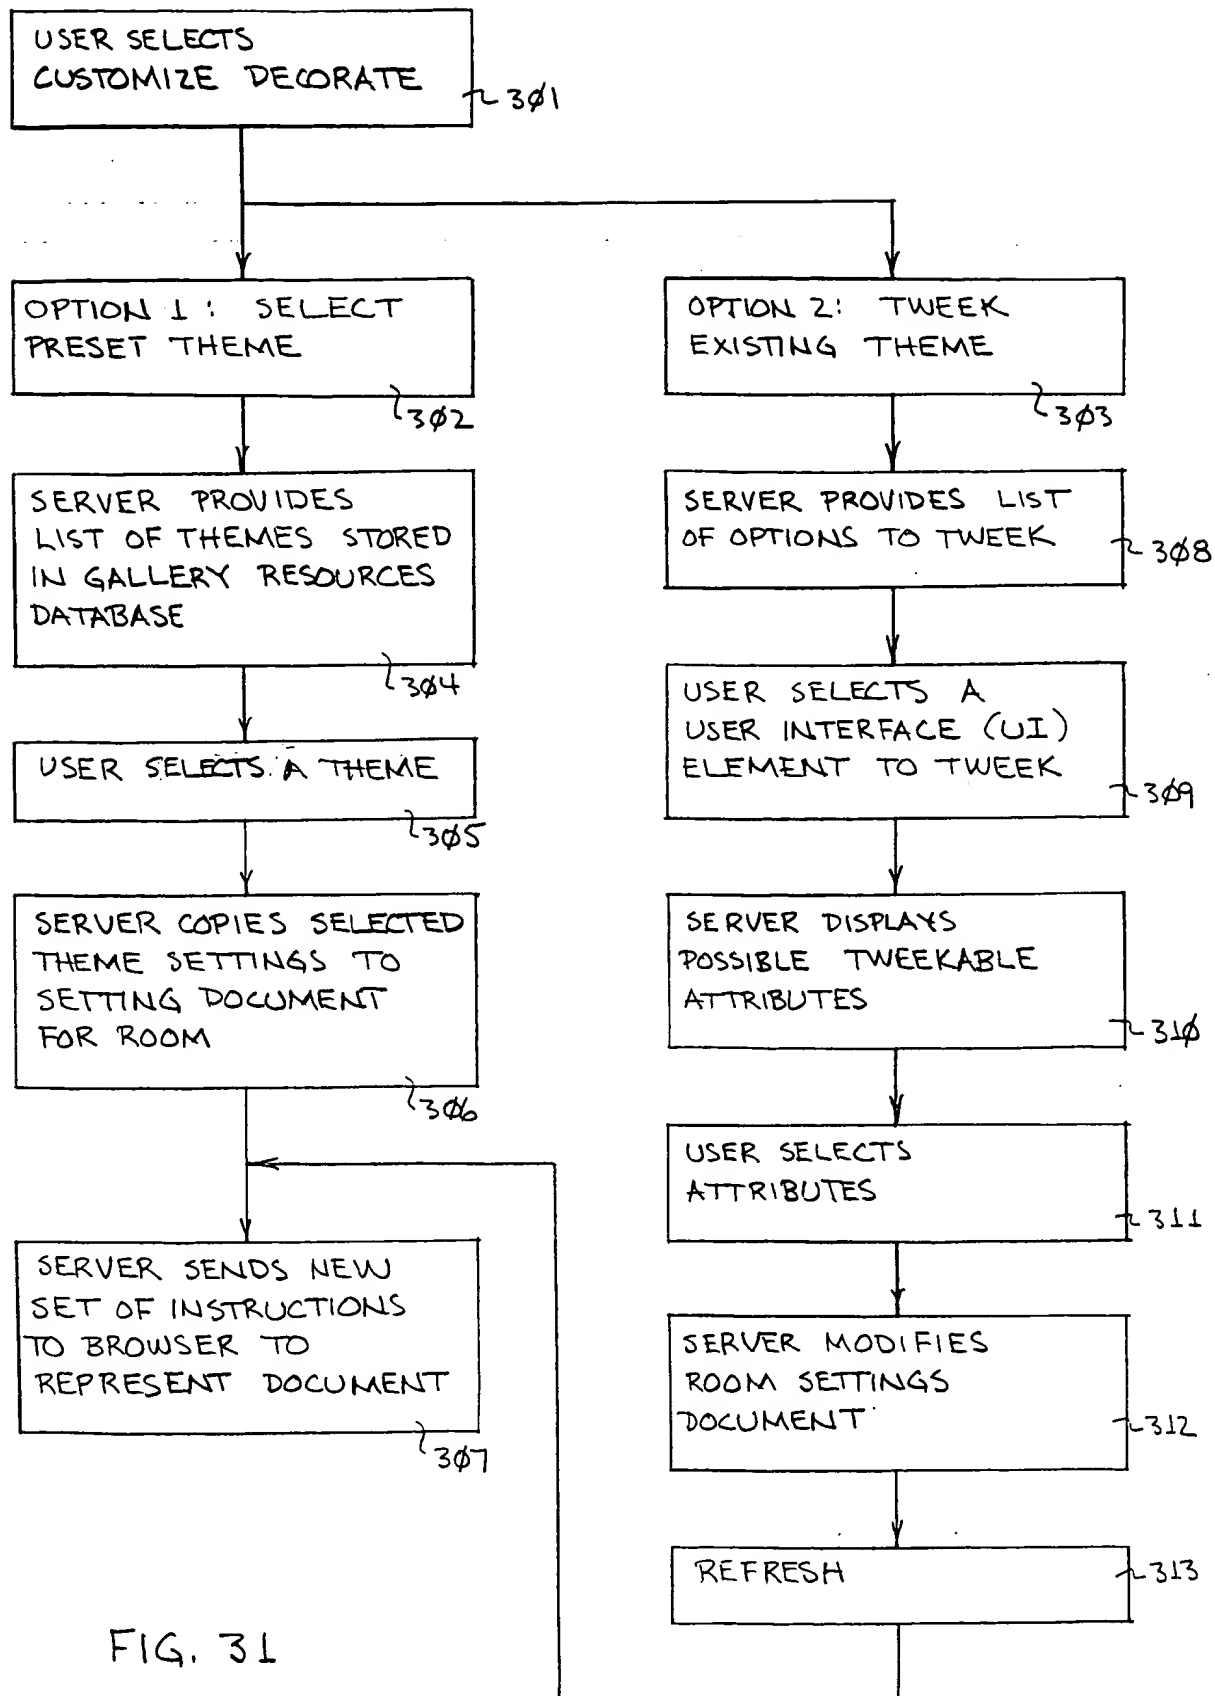 USER SELECTS
CUSTOMIZE DECORATE
301
OPTION 1: SELECT
PRESET THEME
302
SERVER PROVIDES
LIST OF THEMES STORED
IN GALLERY RESOURCES
DATABASE
304
USER SELECTS A THEME
305
SERVER COPIES SELECTED
THEME SETTINGS TO
SETTING DOCUMENT
FOR ROOM
306
SERVER SENDS NEW
SET OF INSTRUCTIONS
TO BROWSER TO
REPRESENT DOCUMENT
307
OPTION 2: TWEEK
EXISTING THEME
303
SERVER PROVIDES LIST
OF OPTIONS TO TWEEK
308
USER SELECTS A
USER INTERFACE (UI)
ELEMENT TO TWEEK
309
SERVER DISPLAYS
POSSIBLE TWEEKABLE
ATTRIBUTES
310
USER SELECTS
ATTRIBUTES
311
SERVER MODIFIES
ROOM SETTINGS
DOCUMENT
312
REFRESH
313
FIG. 31